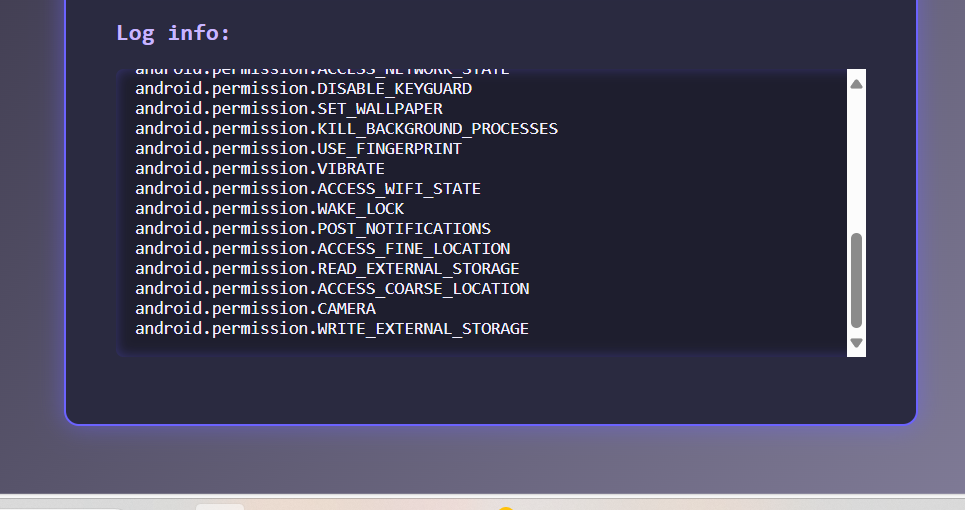 Log info:
android.permission.ACCESS_NETWORK_STATE
android.permission.DISABLE_KEYGUARD
android.permission.SET_WALLPAPER
android.permission.KILL_BACKGROUND_PROCESSES
android.permission.USE_FINGERPRINT
android.permission.VIBRATE
android.permission.ACCESS_WIFI_STATE
android.permission.WAKE_LOCK
android.permission.POST_NOTIFICATIONS
android.permission.ACCESS_FINE_LOCATION
android.permission.READ_EXTERNAL_STORAGE
android.permission.ACCESS_COARSE_LOCATION
android.permission.CAMERA
android.permission.WRITE_EXTERNAL_STORAGE